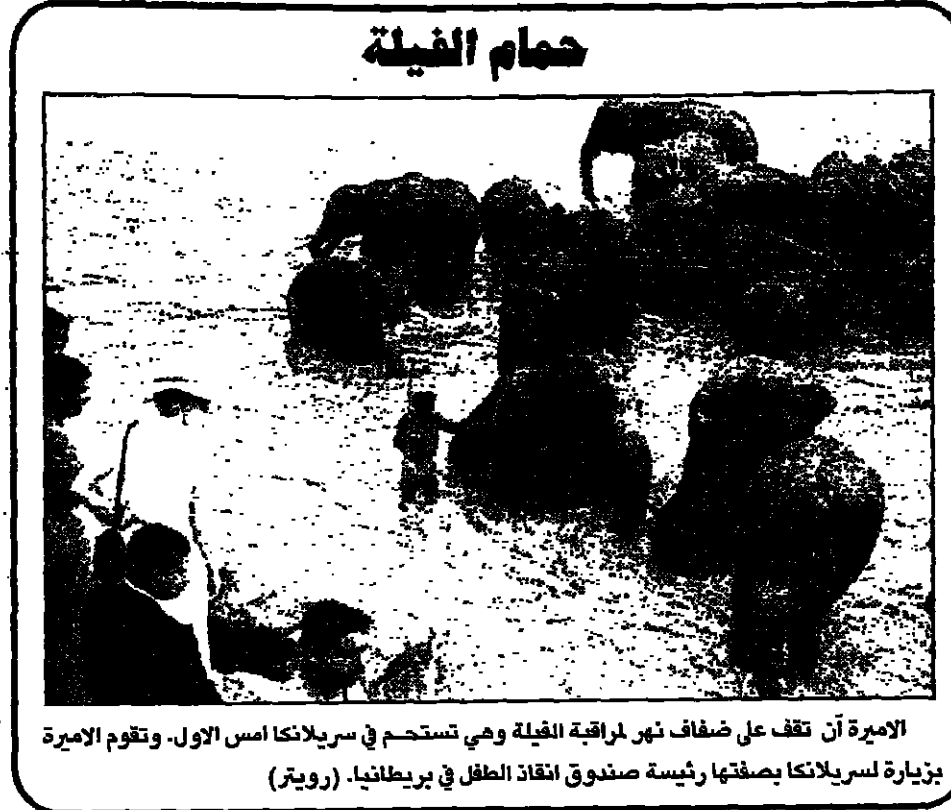 حمام الفيلة
الاميرة آن تقف على ضفاف نهر لمراقبة الفيلة وهي تستحم في سريلانكا امس الاول. وتقوم الاميرة
بزيارة لسريلانكا بصفتها رئيسة صندوق انقاذ الطفل في بريطانيا. (رويتر)